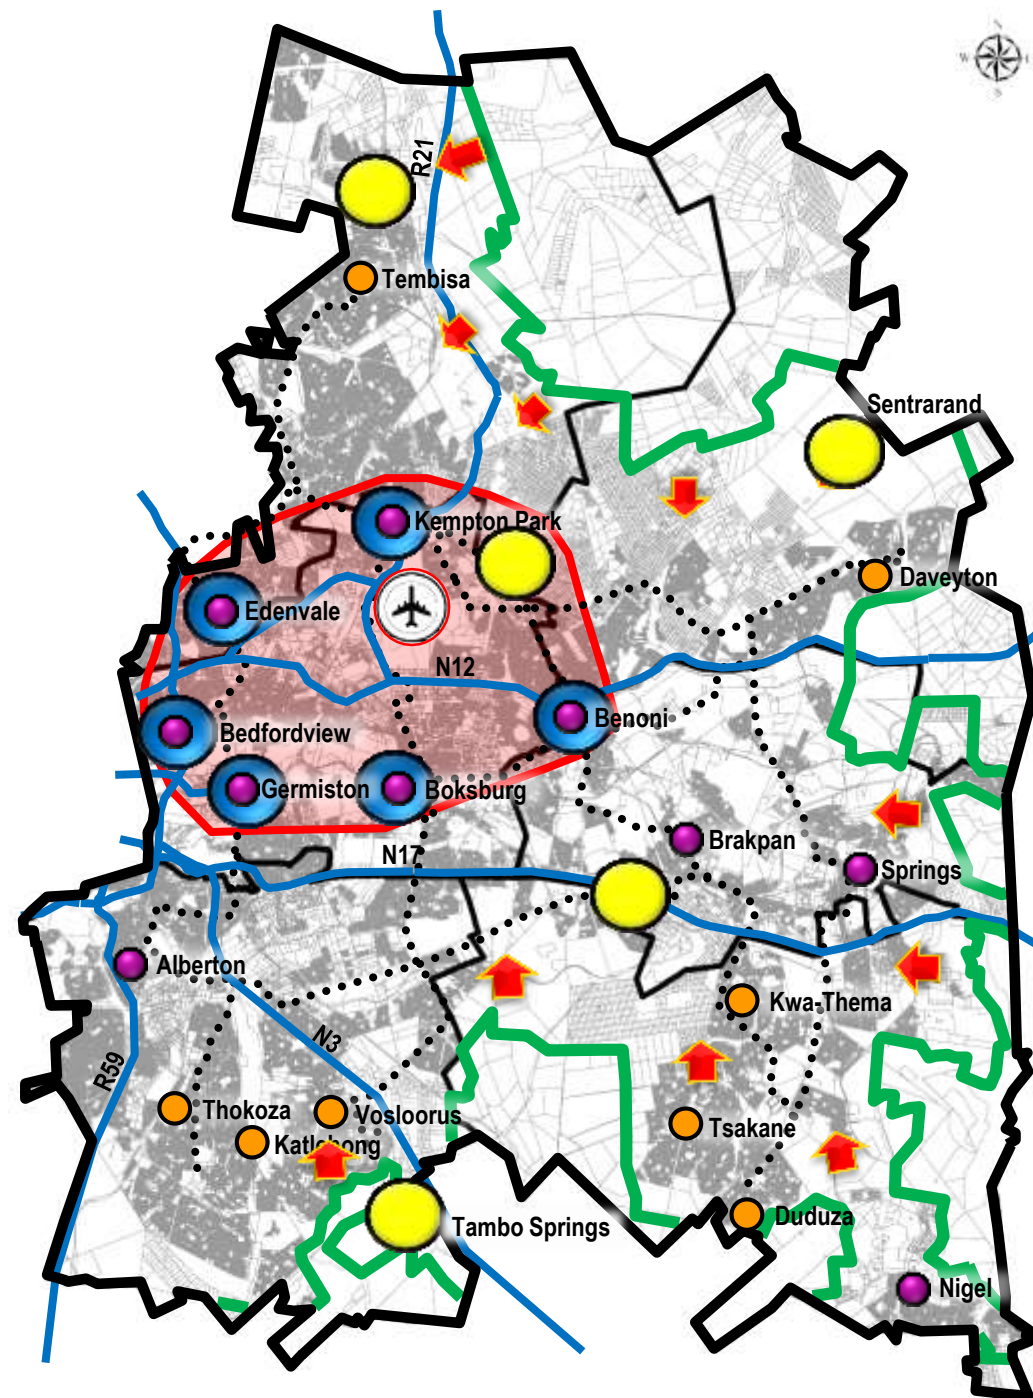 N
W
S
R21
Tembisa
Sentrarand
Kempton Park
Daveyton
Edenvale
N12
Benoni
Bedfordview
Germiston
Boksburg
Brakpan
N17
Springs
Alberton
Kwa-Thema
N3
R59
Thokoza
Vosloorus
Tsakane
Katlehong
Duduza
Tambo Springs
Nigel